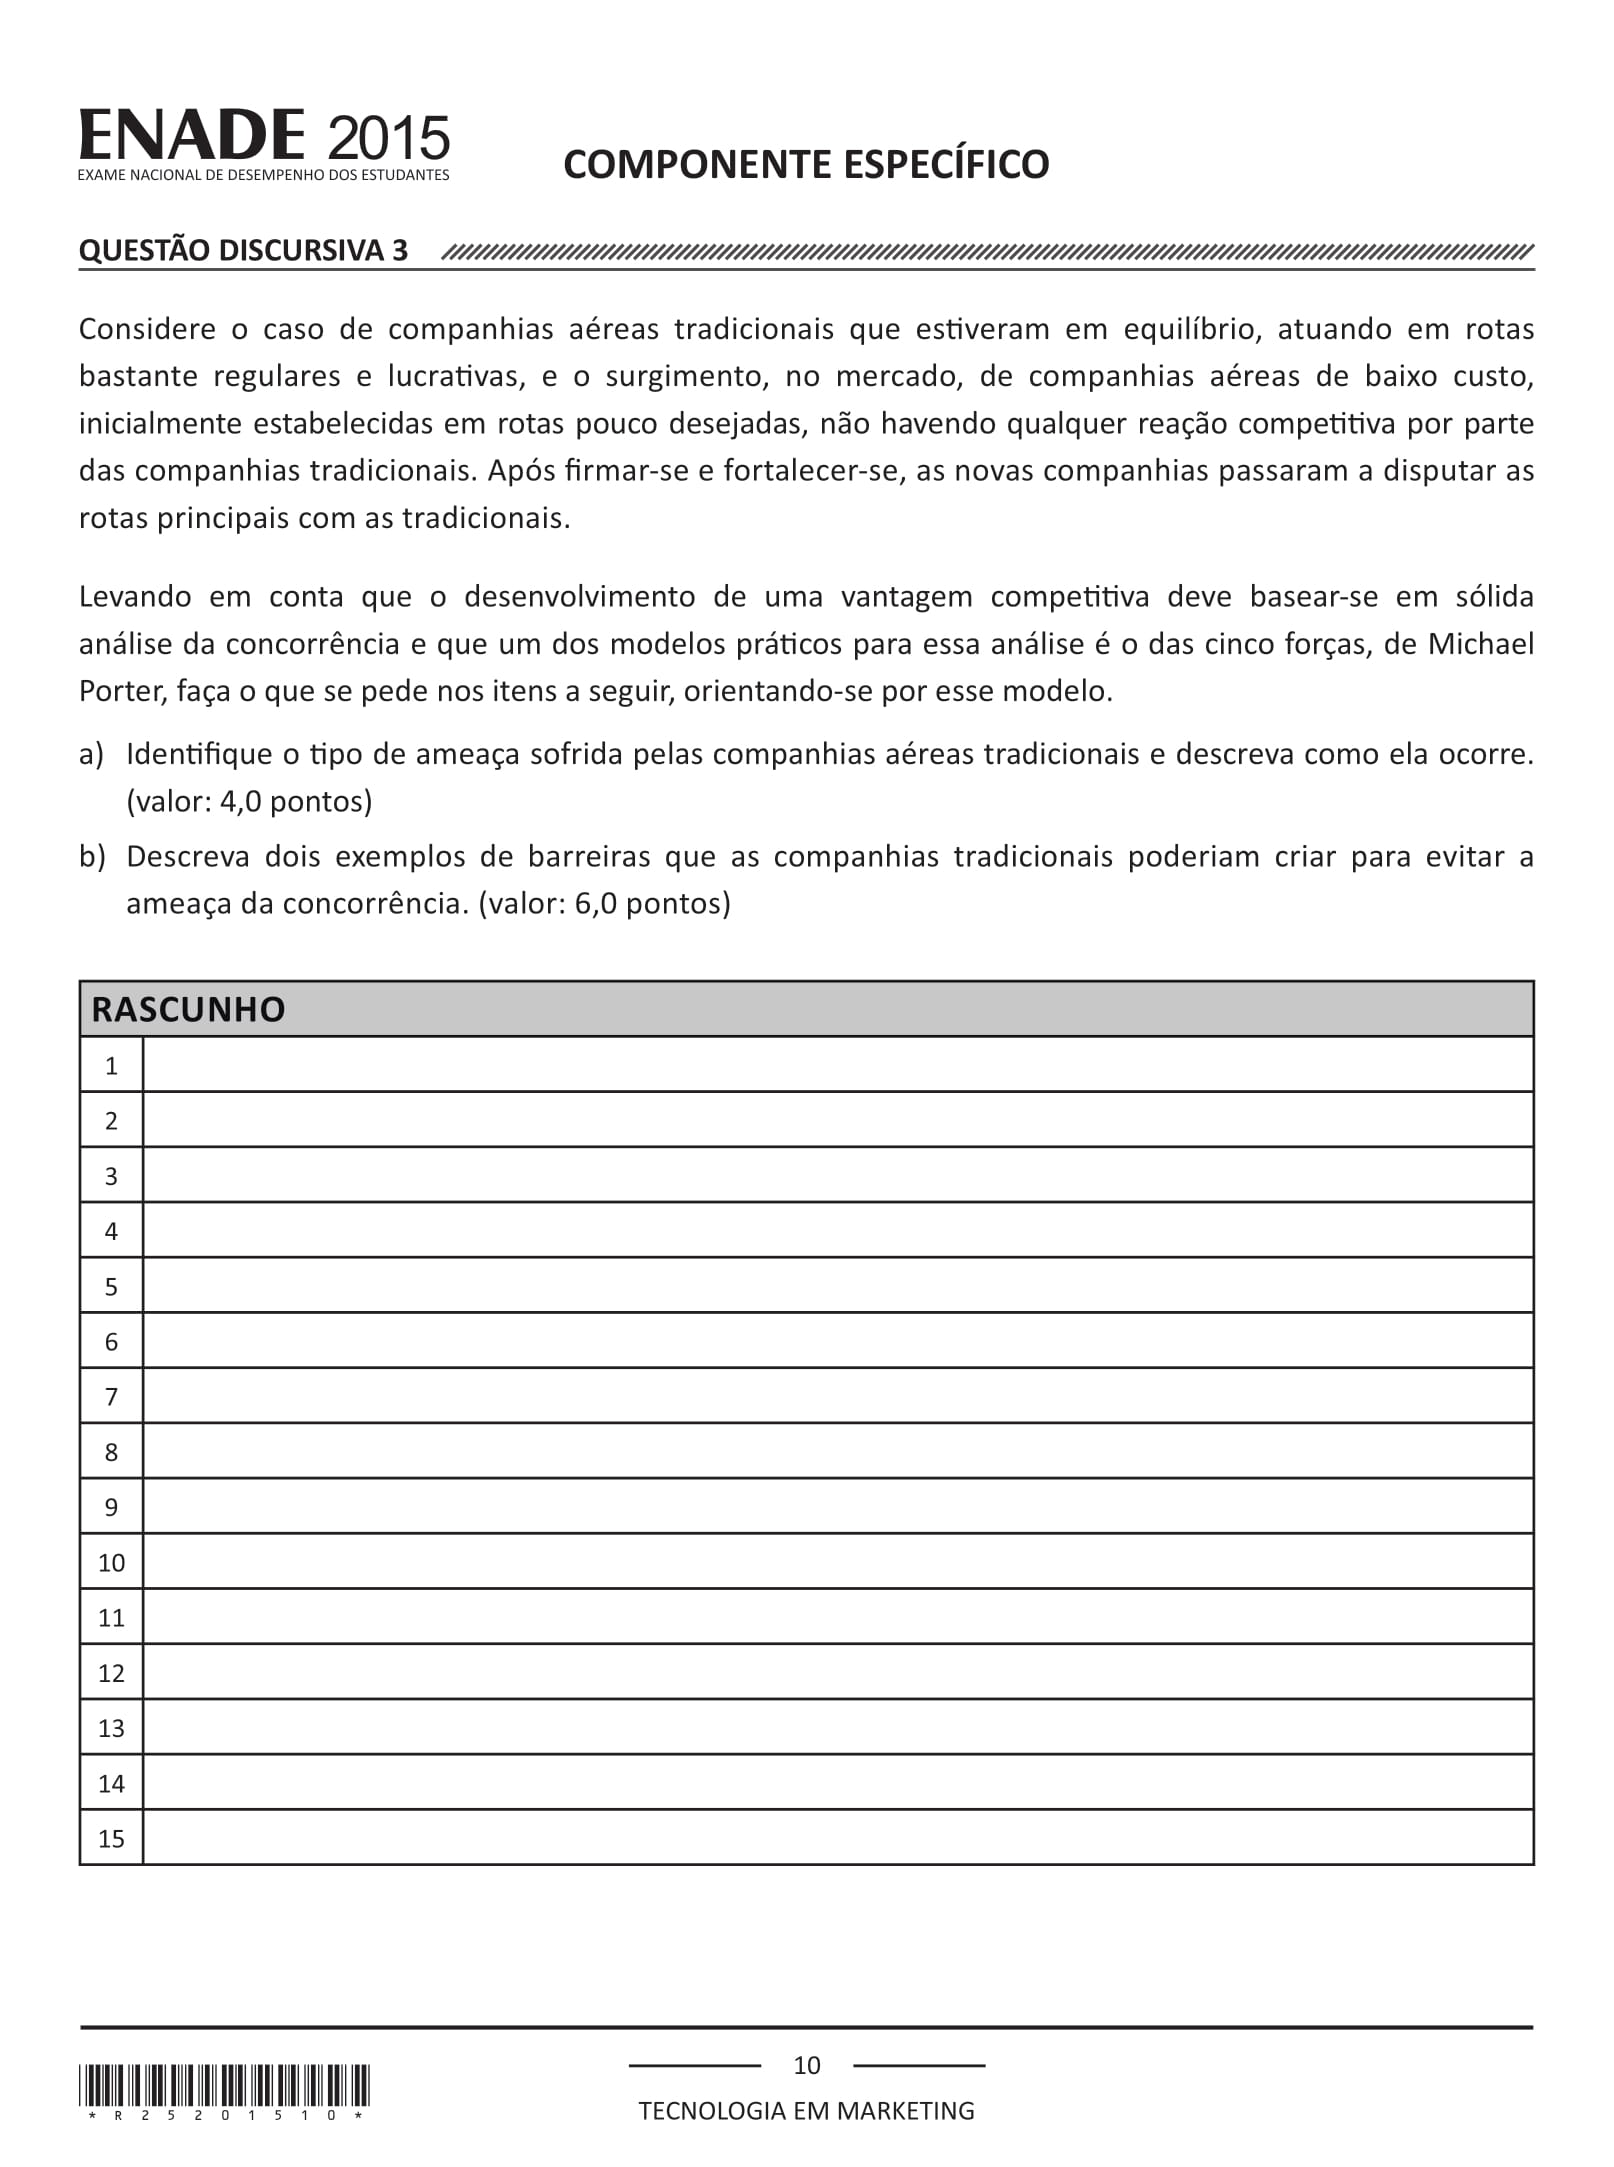 ENADE 2015
EXAME NACIONAL DE DESEMPENHO DOS ESTUDANTES
COMPONENTE ESPECÍFICO
QUESTÃO DISCURSIVA 3
Considere o caso de companhias aéreas tradicionais que estiveram em equilíbrio, atuando em rotas
bastante regulares e lucrativas, e o surgimento, no mercado, de companhias aéreas de baixo custo,
inicialmente estabelecidas em rotas pouco desejadas, não havendo qualquer reação competitiva por parte
das companhias tradicionais. Após firmar-se e fortalecer-se, as novas companhias passaram a disputar as
rotas principais com as tradicionais.
Levando em conta que o desenvolvimento de uma vantagem competitiva deve basear-se em sólida
análise da concorrência e que um dos modelos práticos para essa análise é o das cinco forças, de Michael
Porter, faça o que se pede nos itens a seguir, orientando-se por esse modelo.
a) Identifique o tipo de ameaça sofrida pelas companhias aéreas tradicionais e descreva como ela ocorre.
(valor: 4,0 pontos)
b) Descreva dois exemplos de barreiras que as companhias tradicionais poderiam criar para evitar a
ameaça da concorrência. (valor: 6,0 pontos)
RASCUNHO
1
2
3
4
5
6
7
8
9
10
11
12
13
14
15
10
TECNOLOGIA EM MARKETING
* R 2 5 2 0 1 5 1 0 *